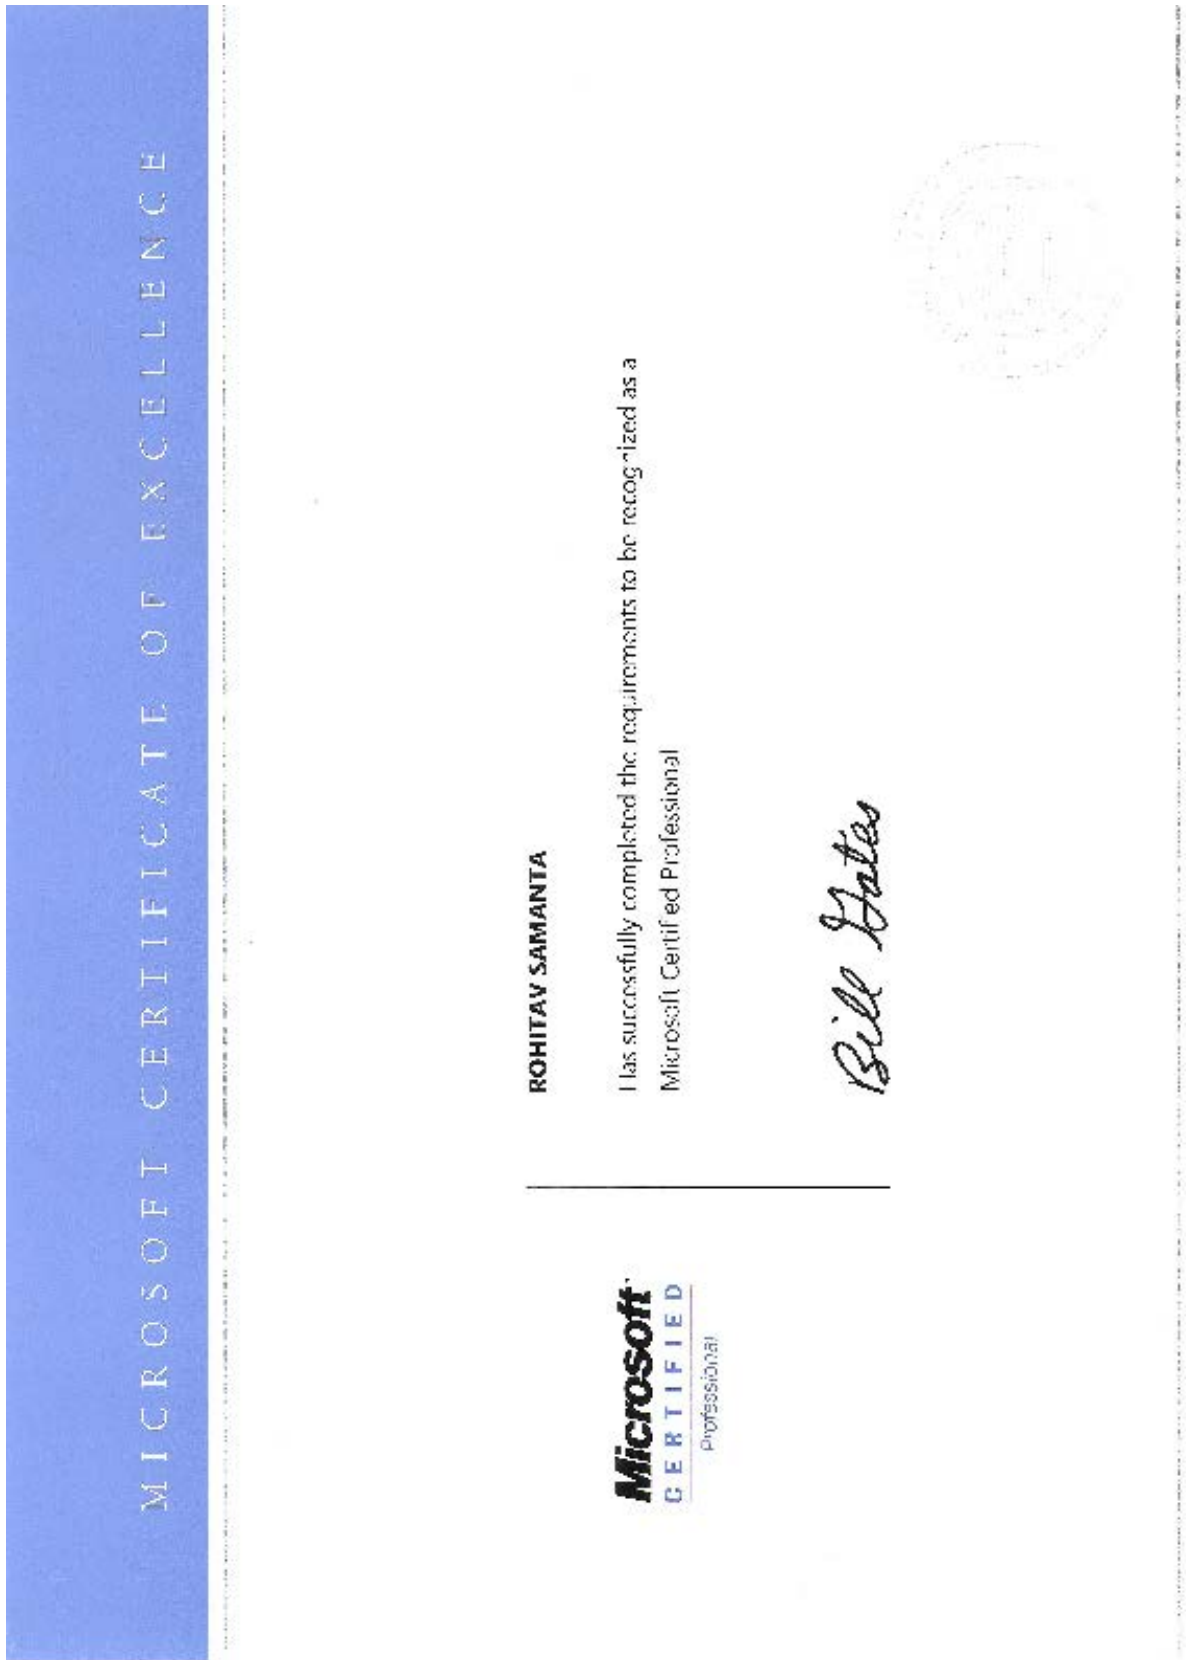 MICROSOFT CERTIFICATE OF EXCELLENCE
ROHITAV SAMANTA
Has successfully completed the requirements to be recognized as a
Microsoft Certified Professional
Bill Gates
Microsoft
CERTIFIED
Professional